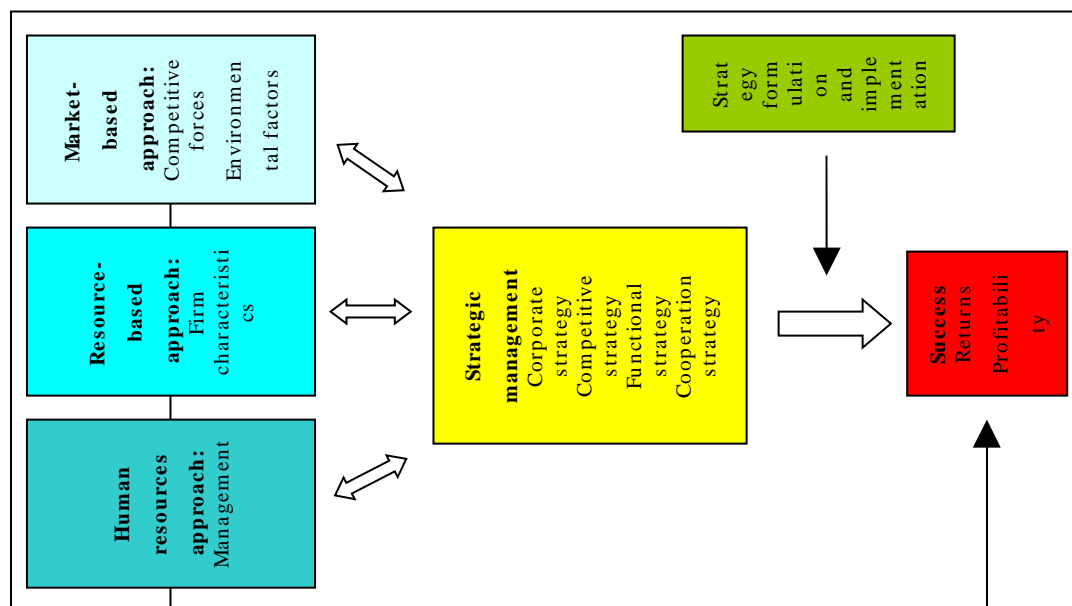 Market-
based
approach:
Competitive
forces
Environmen
tal factors
Resource-
based
approach:
Firm
characteristi
cs
Human
resources
approach:
Management
Strategic
management
Corporate
strategy
Competitive
strategy
Functional
strategy
Cooperation
strategy
Strat
egy
form
ulati
on
and
imple
ment
ation
Success
Returns
Profitabili
ty